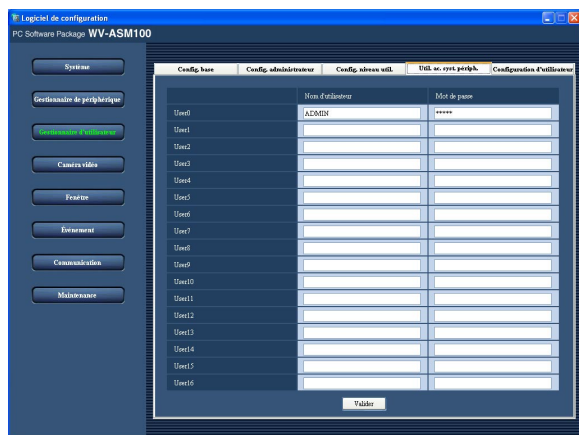 Logiciel de configuration
PC Software Package WV-ASM100
Système
Gestionnaire de périphérique
Gestionnaire d'utilisateur
Caméra vidéo
Fenêtre
Événement
Communication
Maintenance
Config. base Config. administrateur Config. niveau util. Util. ac. syst. périph. Configuration d'utilisateur
Nom d'utilisateur Mot de passe
User0 ADMIN *****
User1
User2
User3
User4
User5
User6
User7
User8
User9
User10
User11
User12
User13
User14
User15
User16
Valider